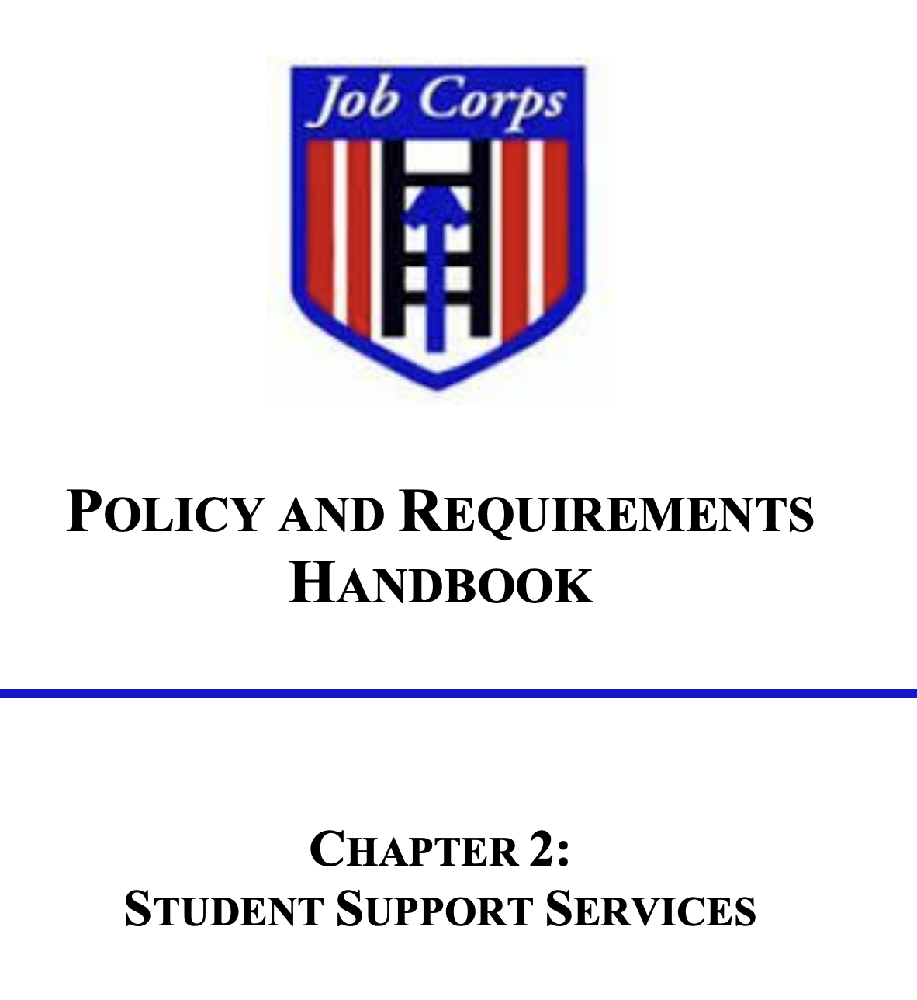 Job Corps
POLICY AND REQUIREMENTS
HANDBOOK
CHAPTER 2:
STUDENT SUPPORT SERVICES